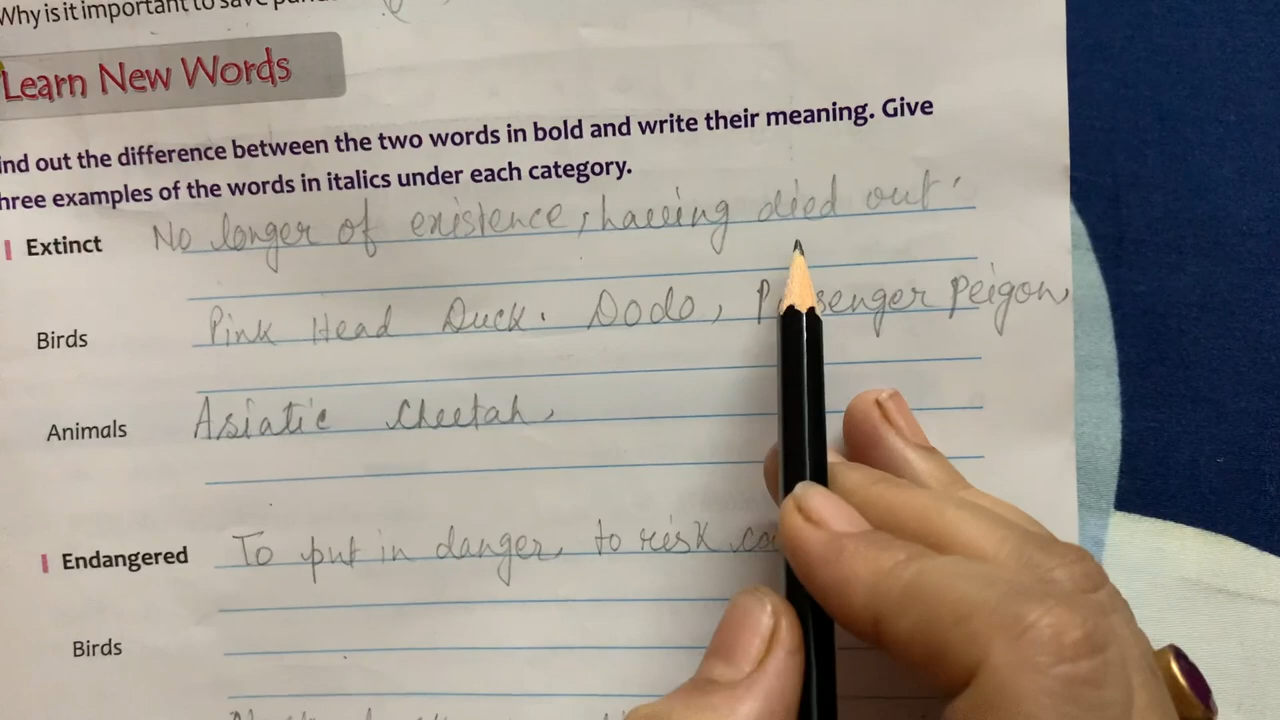 Why is it important to save
Learn New Words
ind out the difference between the two words in bold and write their meaning. Give
hree examples of the words in italics under each category.
Extinct No longer of existence, having died out.
Birds Pink Head Duck. Dodo, Passenger Peigon,
Animals Asiatic Cheetah,
Endangered To put in danger, to risk
Birds